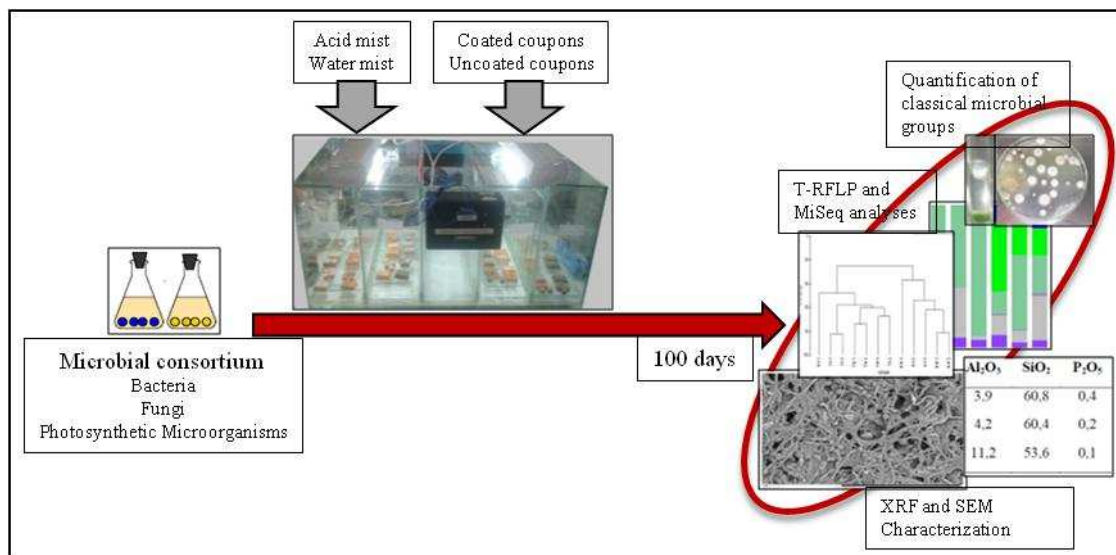 Acid mist
Water mist
Coated coupons
Uncoated coupons
Quantification of
classical microbial
groups
T-RFLP and
MiSeq analyses
Microbial consortium
Bacteria
Fungi
Photosynthetic Microorganisms
100 days
Al₂O₃ SiO₂ P₂O₅
3,9 60,8 0,4
4,2 60,4 0,2
11,2 53,6 0,1
XRF and SEM
Characterization